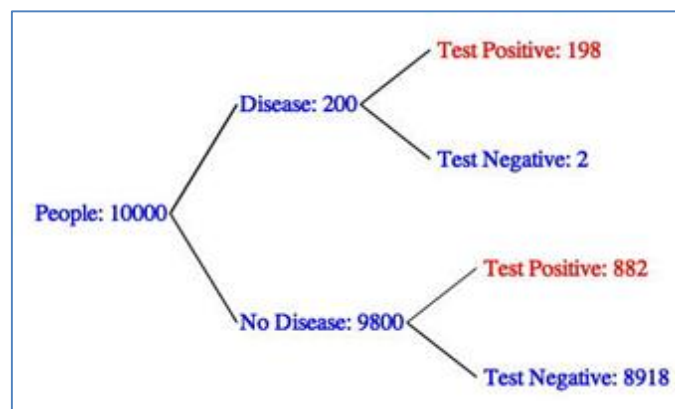 Test Positive: 198
Disease: 200
Test Negative: 2
People: 10000
Test Positive: 882
No Disease: 9800
Test Negative: 8918